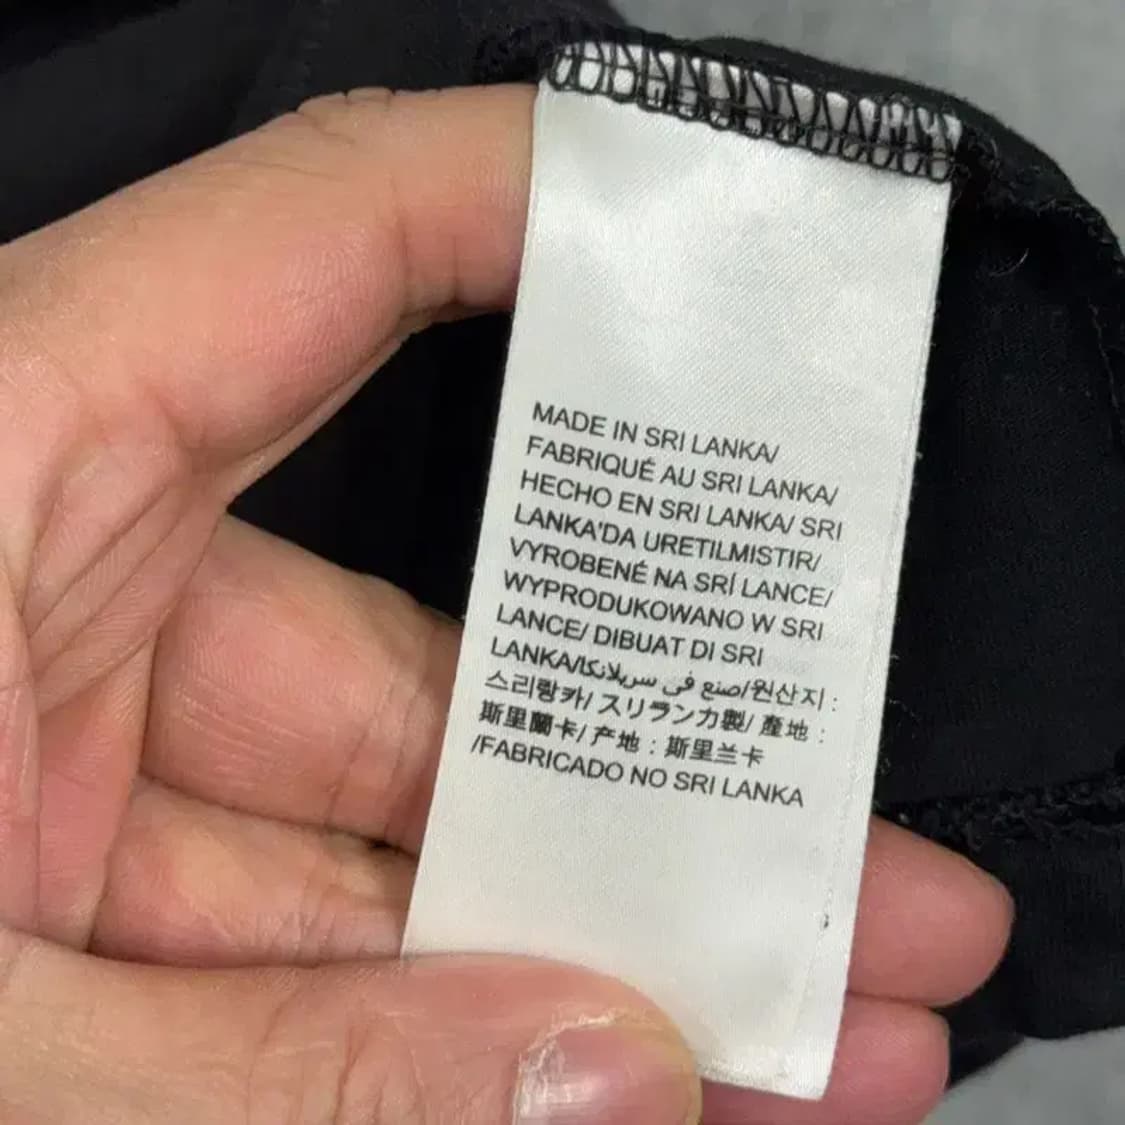 MADE IN SRI LANKA/
FABRIQUÉ AU SRI LANKA/
HECHO EN SRI LANKA/ SRI
LANKA'DA URETILMISTIR/
VYROBENÉ NA SRÍ LANCE/
WYPRODUKOWANO W SRI
LANCE/ DIBUAT DI SRI
LANKA/صنع في سريلانكا/원산지 :
스리랑카/ スリランカ製/ 產地 :
斯里蘭卡/ 产地 : 斯里兰卡
/FABRICADO NO SRI LANKA